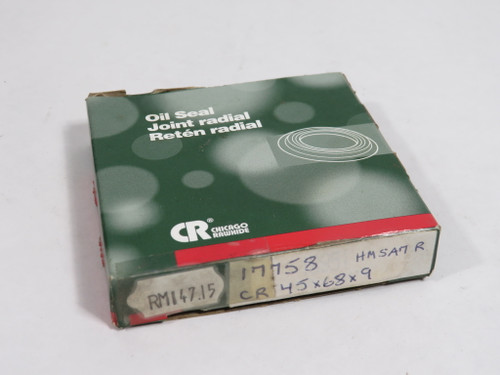 Oil Seal
Joint radial
Retén radial
CR®
CHICAGO
RAWHIDE
RM147.15
17758 HMSA7 R
CR 45x68x9